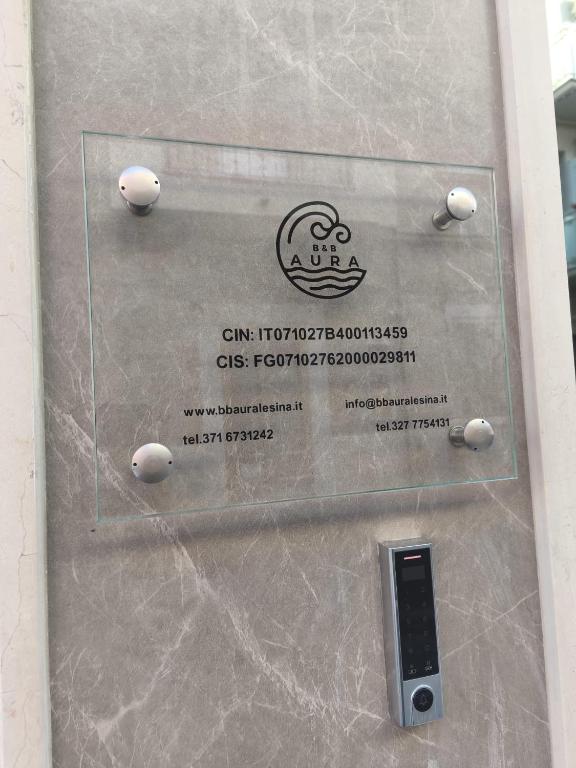 B & B
AURA
CIN: IT071027B400113459
CIS: FG07102762000029811
www.bbauralesina.it
info@bbauralesina.it
tel.371 6731242
tel.327 7754131